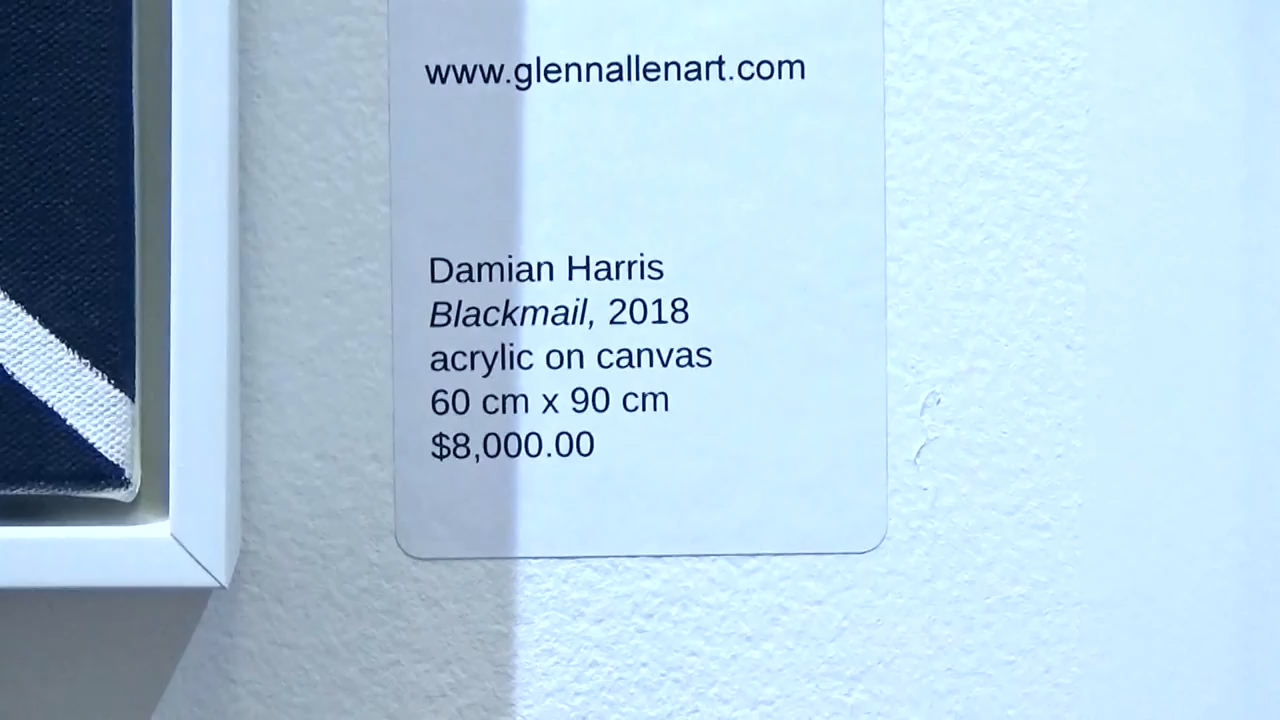 www.glennallenart.com
Damian Harris
Blackmail, 2018
acrylic on canvas
60 cm x 90 cm
$8,000.00